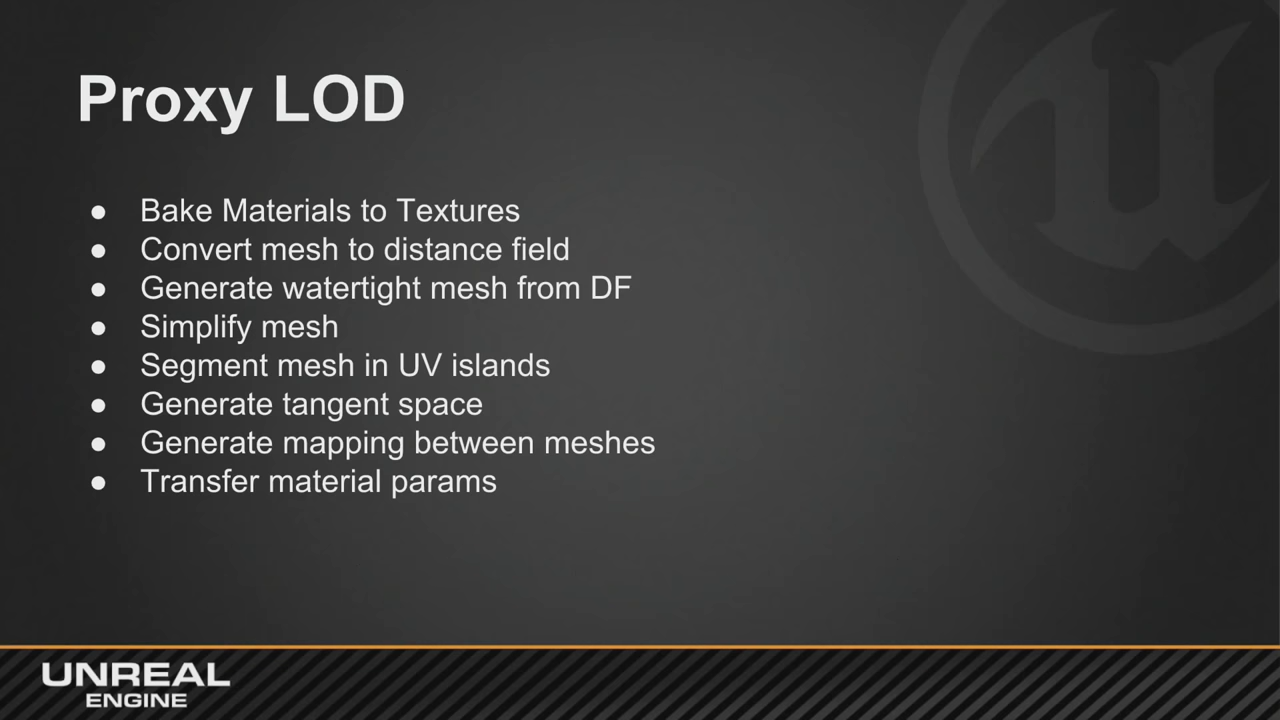 Proxy LOD
● Bake Materials to Textures
● Convert mesh to distance field
● Generate watertight mesh from DF
● Simplify mesh
● Segment mesh in UV islands
● Generate tangent space
● Generate mapping between meshes
● Transfer material params
UNREAL
ENGINE